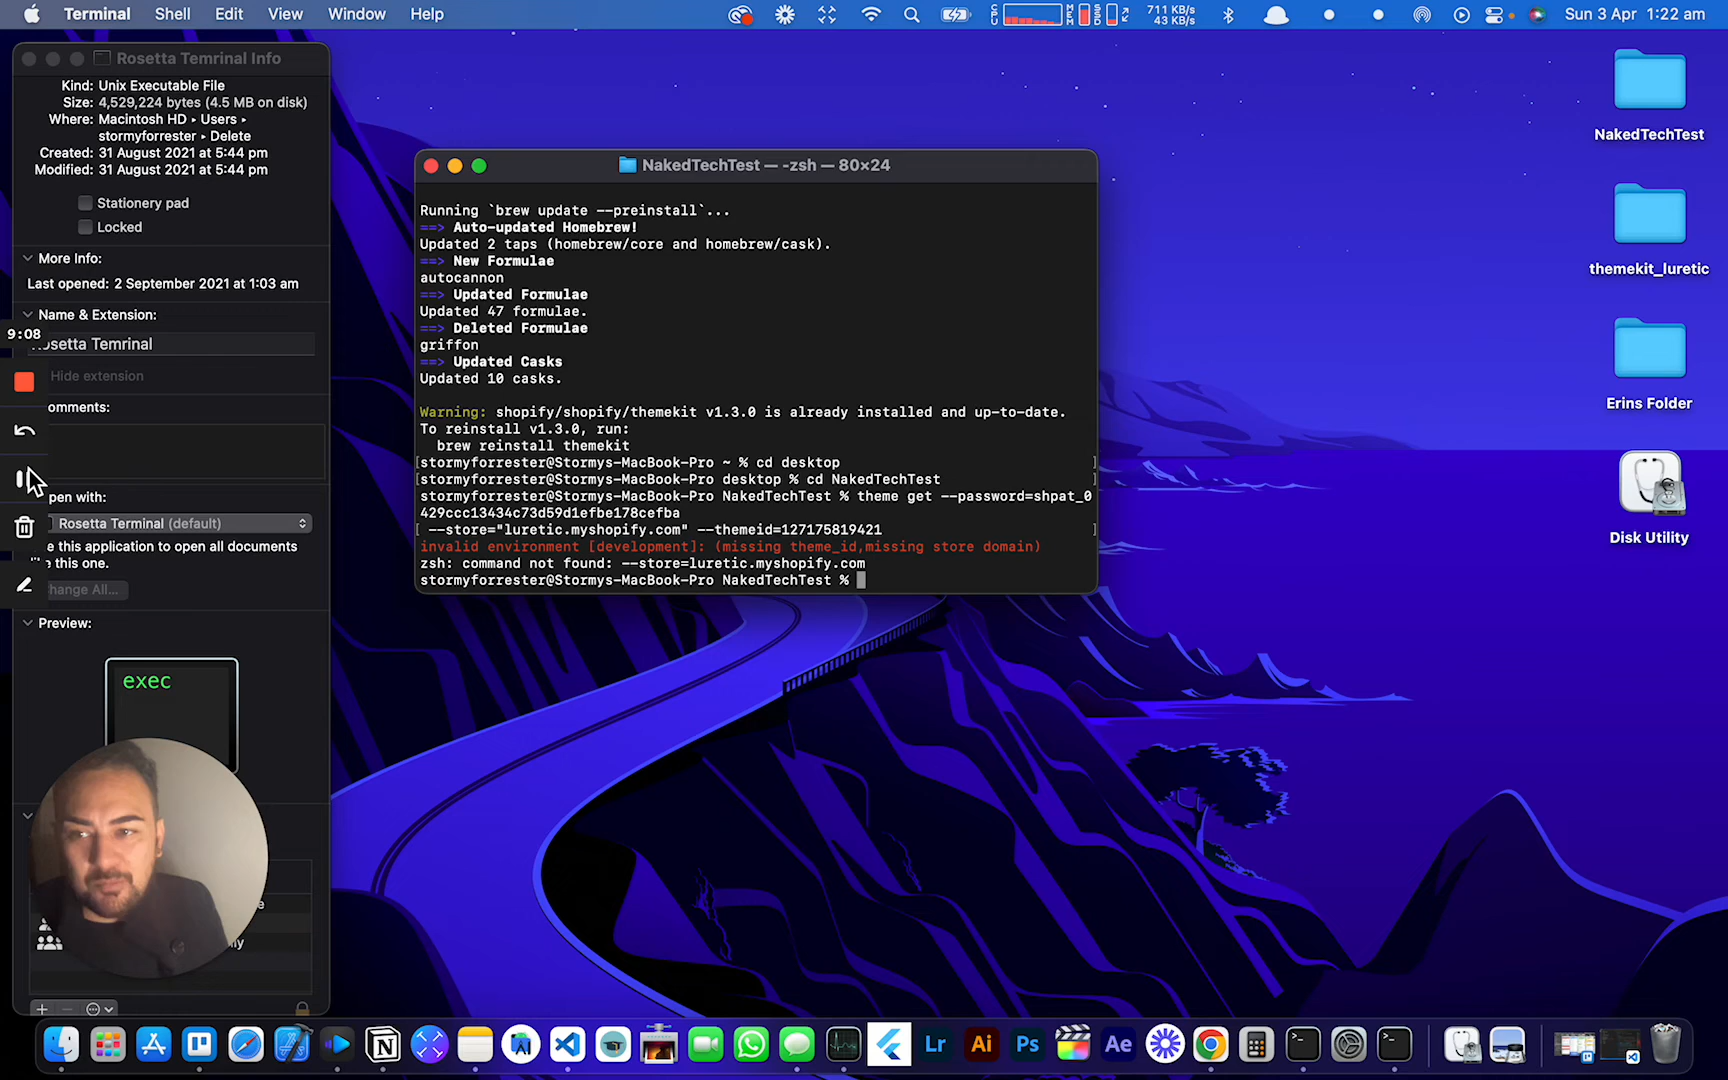 Terminal Shell Edit View Window Help
711 KB/s
43 KB/s
Sun 3 Apr 1:22 am
Rosetta Temrinal Info
Kind: Unix Executable File
Size: 4,529,224 bytes (4.5 MB on disk)
Where: Macintosh HD ▸ Users ▸
stormyforrester ▸ Delete
Created: 31 August 2021 at 5:44 pm
Modified: 31 August 2021 at 5:44 pm
Stationery pad
Locked
More Info:
Last opened: 2 September 2021 at 1:03 am
Name & Extension:
9:08
Rosetta Temrinal
Hide extension
omments:
pen with:
Rosetta Terminal (default)
e this application to open all documents
this one.
hange All...
Preview:
exec
NakedTechTest — -zsh — 80×24
Running `brew update --preinstall`...
==> Auto-updated Homebrew!
Updated 2 taps (homebrew/core and homebrew/cask).
==> New Formulae
autocannon
==> Updated Formulae
Updated 47 formulae.
==> Deleted Formulae
griffon
==> Updated Casks
Updated 10 casks.
Warning: shopify/shopify/themekit v1.3.0 is already installed and up-to-date.
To reinstall v1.3.0, run:
brew reinstall themekit
[stormyforrester@Stormys-MacBook-Pro ~ % cd desktop ]
[stormyforrester@Stormys-MacBook-Pro desktop % cd NakedTechTest ]
stormyforrester@Stormys-MacBook-Pro NakedTechTest % theme get --password=shpat_0
429ccc13434c73d59d1efbe178cefba
[ --store="luretic.myshopify.com" --themeid=127175819421 ]
invalid environment [development]: (missing theme_id,missing store domain)
zsh: command not found: --store=luretic.myshopify.com
stormyforrester@Stormys-MacBook-Pro NakedTechTest %
NakedTechTest
themekit_luretic
Erins Folder
Disk Utility
Lr
Ai
Ps
Ae